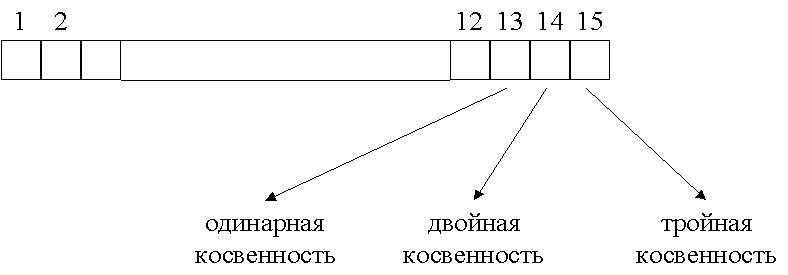 1 2 12 13 14 15
одинарная двойная тройная
косвенность косвенность косвенность